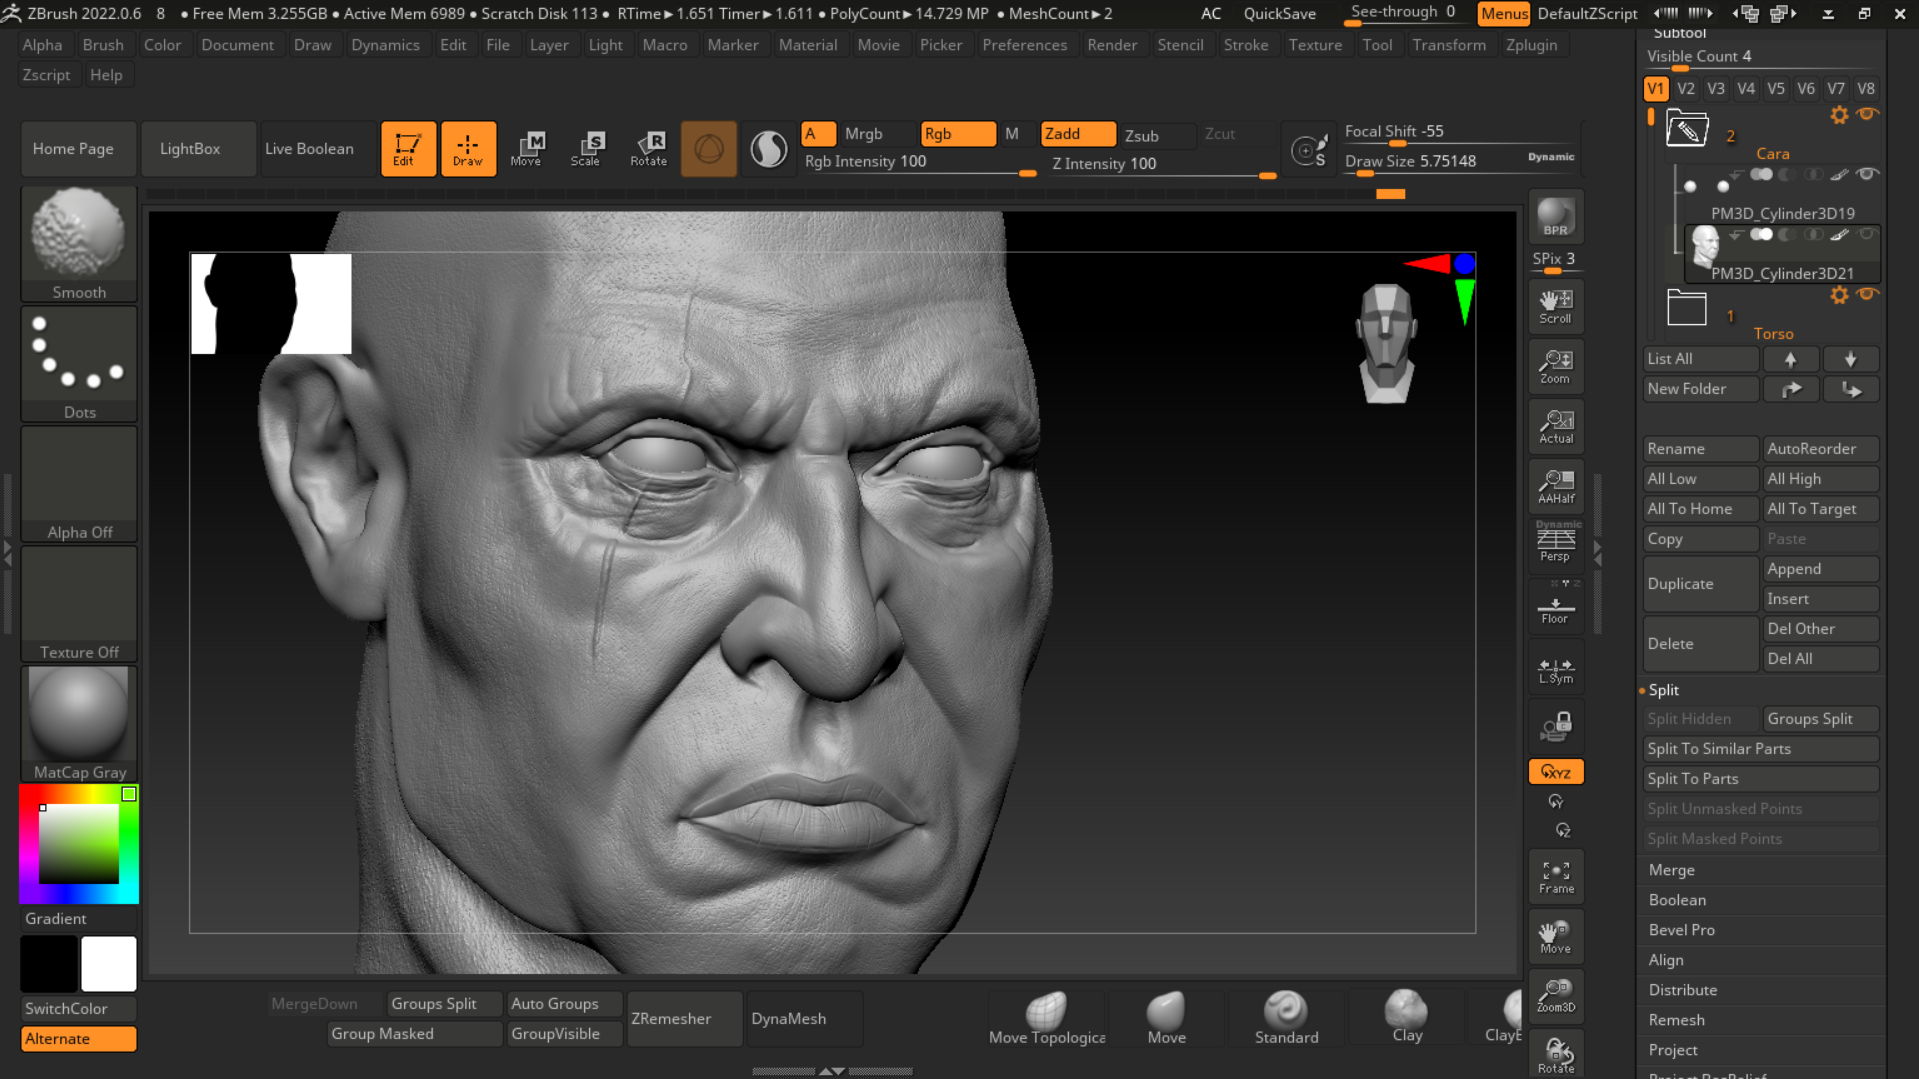 ZBrush 2022.0.6 8 • Free Mem 3.255GB • Active Mem 6989 • Scratch Disk 113 • RTime►1.651 Timer►1.611 • PolyCount►14.729 MP • MeshCount►2 AC QuickSave See-through 0 Menus DefaultZScript
Alpha Brush Color Document Draw Dynamics Edit File Layer Light Macro Marker Material Movie Picker Preferences Render Stencil Stroke Texture Tool Transform Zplugin
Zscript Help
Home Page
LightBox
Live Boolean
Edit
Draw
Move
M
Scale
S
Rotate
R
A
Mrgb
Rgb
M
Zadd
Zsub
Zcut
Rgb Intensity 100
Z Intensity 100
S
Focal Shift -55
Draw Size 5.75148
Dynamic
Smooth
Dots
Alpha Off
Texture Off
MatCap Gray
Gradient
SwitchColor
Alternate
BPR
SPix 3
Scroll
Zoom
Actual
AAHalf
Dynamic
Persp
Floor
L.Sym
XYZ
Y
Z
Frame
Move
Zoom3D
Rotate
MergeDown
Groups Split
Auto Groups
Group Masked
GroupVisible
ZRemesher
DynaMesh
Move Topologica
Move
Standard
Clay
ClayB
Subtool
Visible Count 4
V1 V2 V3 V4 V5 V6 V7 V8
2
Cara
PM3D_Cylinder3D19
PM3D_Cylinder3D21
1
Torso
List All
New Folder
Rename AutoReorder
All Low All High
All To Home All To Target
Copy Paste
Duplicate
Append
Insert
Delete
Del Other
Del All
Split
Split Hidden Groups Split
Split To Similar Parts
Split To Parts
Split Unmasked Points
Split Masked Points
Merge
Boolean
Bevel Pro
Align
Distribute
Remesh
Project
Project BasRelief